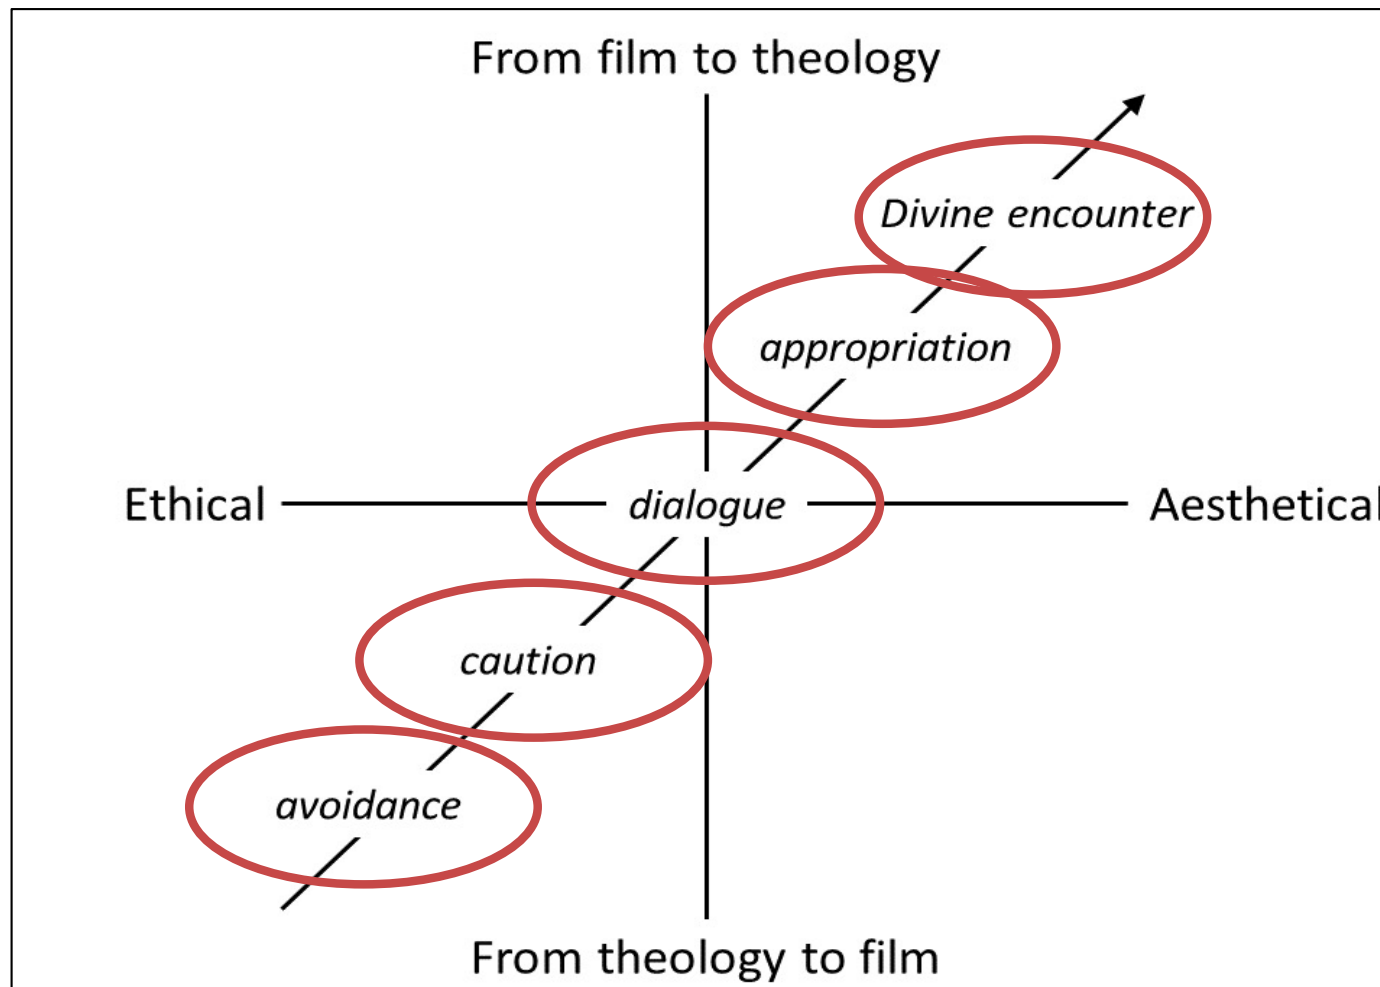 From film to theology
Divine encounter
appropriation
Ethical
dialogue
Aesthetical
caution
avoidance
From theology to film